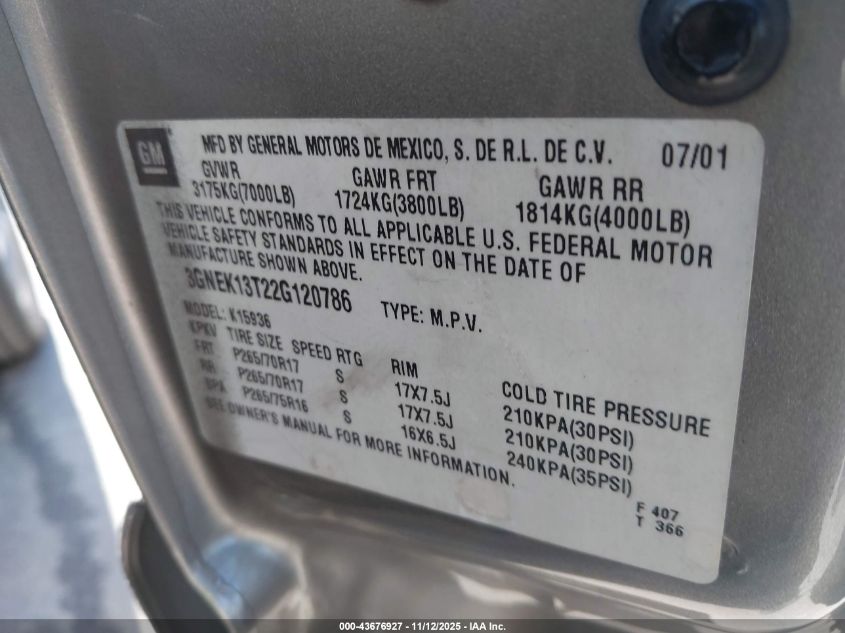 GM
MFD BY GENERAL MOTORS DE MEXICO, S. DE R.L. DE C.V. 07/01
GVWR GAWR FRT GAWR RR
3175KG(7000LB) 1724KG(3800LB) 1814KG(4000LB)
THIS VEHICLE CONFORMS TO ALL APPLICABLE U.S. FEDERAL MOTOR
VEHICLE SAFETY STANDARDS IN EFFECT ON THE DATE OF
MANUFACTURE SHOWN ABOVE.
3GNEK13T22G120786 TYPE: M.P.V.
MODEL: K15936
KPKV TIRE SIZE SPEED RTG RIM COLD TIRE PRESSURE
FRT P265/70R17 S 17X7.5J 210KPA(30PSI)
RR P265/70R17 S 17X7.5J 210KPA(30PSI)
SPA P265/75R16 S 16X6.5J 240KPA(35PSI)
SEE OWNER'S MANUAL FOR MORE INFORMATION.
F 407
T 366
000-43676927 - 11/12/2025 - IAA Inc.